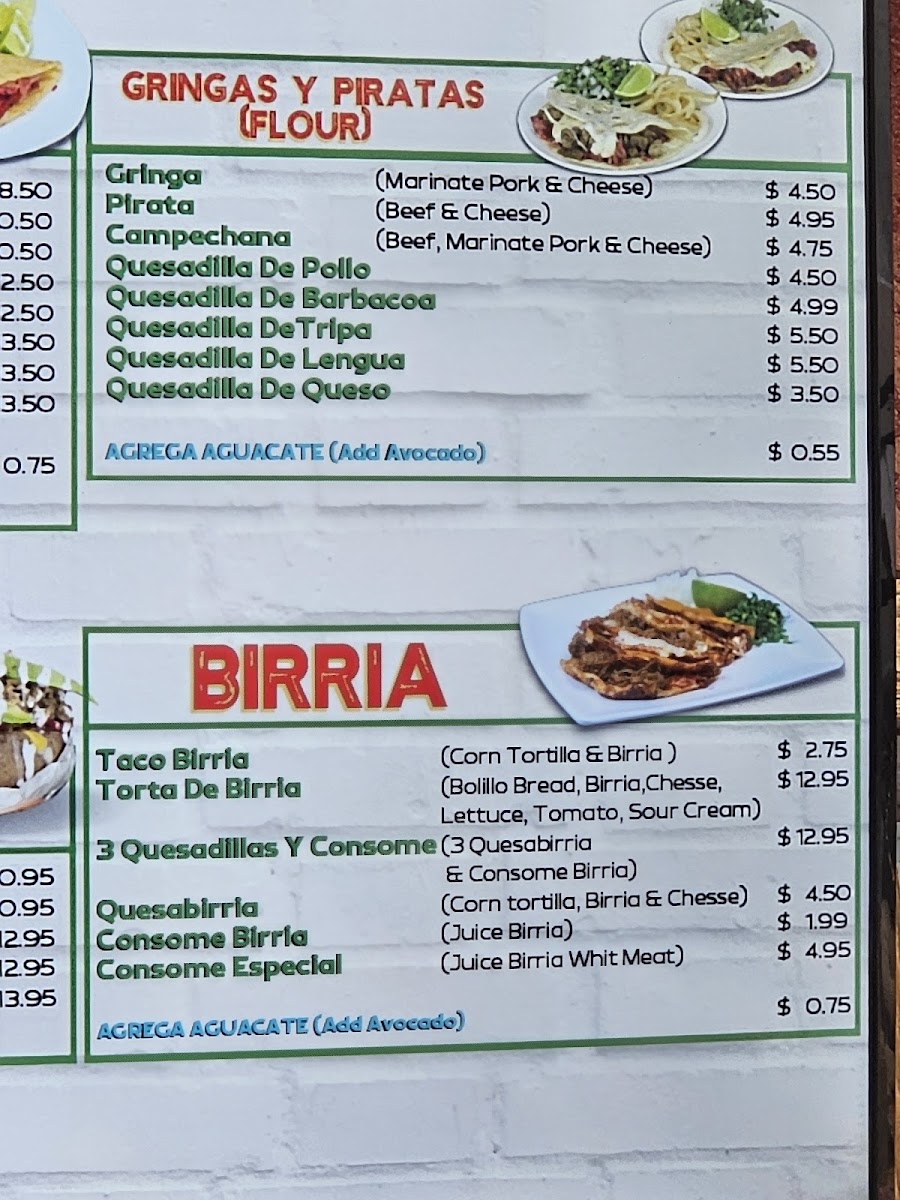 8.50
0.50
0.50
2.50
2.50
3.50
3.50
3.50
0.75
GRINGAS Y PIRATAS
(FLOUR)
Gringa (Marinate Pork & Cheese) $ 4.50
Pirata (Beef & Cheese) $ 4.95
Campechana (Beef, Marinate Pork & Cheese) $ 4.75
Quesadilla De Pollo $ 4.50
Quesadilla De Barbacoa $ 4.99
Quesadilla DeTripa $ 5.50
Quesadilla De Lengua $ 5.50
Quesadilla De Queso $ 3.50
AGREGA AGUACATE (Add Avocado) $ 0.55
0.95
0.95
12.95
12.95
13.95
BIRRIA
Taco Birria (Corn Tortilla & Birria ) $ 2.75
Torta De Birria (Bolillo Bread, Birria,Chesse, $ 12.95
Lettuce, Tomato, Sour Cream)
3 Quesadillas Y Consome (3 Quesabirria $ 12.95
& Consome Birria)
Quesabirria (Corn tortilla, Birria & Chesse) $ 4.50
Consome Birria (Juice Birria) $ 1.99
Consome Especial (Juice Birria Whit Meat) $ 4.95
AGREGA AGUACATE (Add Avocado) $ 0.75